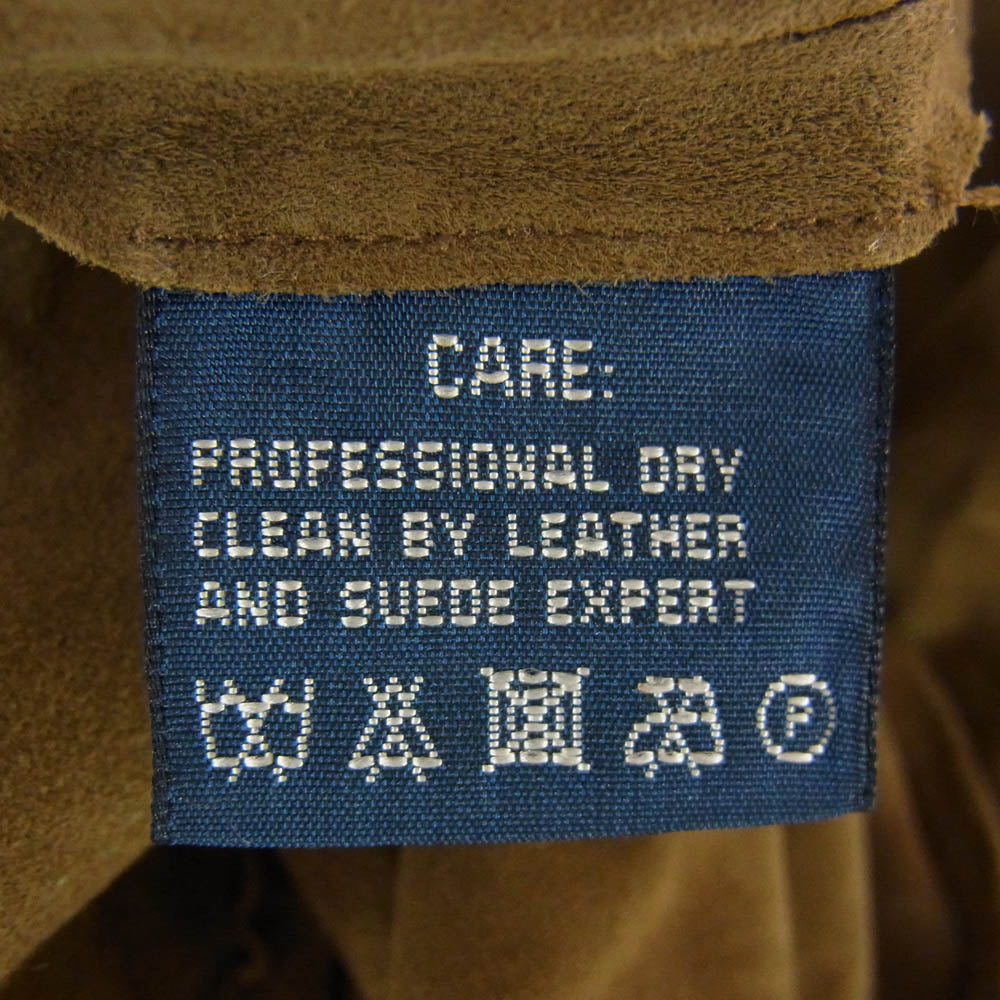 CARE:
PROFESSIONAL DRY
CLEAN BY LEATHER
AND SUEDE EXPERT
F